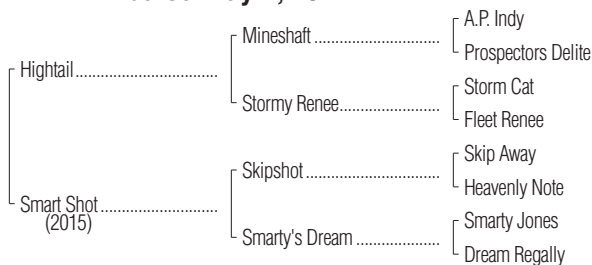 A.P. Indy
Mineshaft
Prospectors Delite
Hightail
Storm Cat
Stormy Renee
Fleet Renee
Skip Away
Skipshot
Heavenly Note
Smart Shot
(2015)
Smarty Jones
Smarty's Dream
Dream Regally